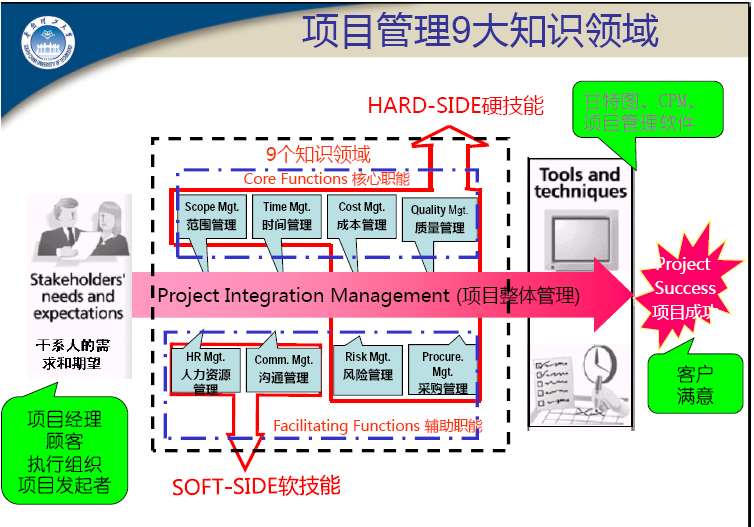 项目管理9大知识领域
HARD-SIDE硬技能
甘特图、CPM、
项目管理软件
9个知识领域
Core Functions 核心职能
Scope Mgt.
范围管理
Time Mgt.
时间管理
Cost Mgt.
成本管理
Quality Mgt.
质量管理
Tools and
techniques
Stakeholders'
needs and
expectations
干系人的需
求和期望
Project Integration Management (项目整体管理)
Project
Success
项目成功
HR Mgt.
人力资源
管理
Comm. Mgt.
沟通管理
Risk Mgt.
风险管理
Procure.
Mgt.
采购管理
客户
满意
项目经理
顾客
执行组织
项目发起者
Facilitating Functions 辅助职能
SOFT-SIDE软技能